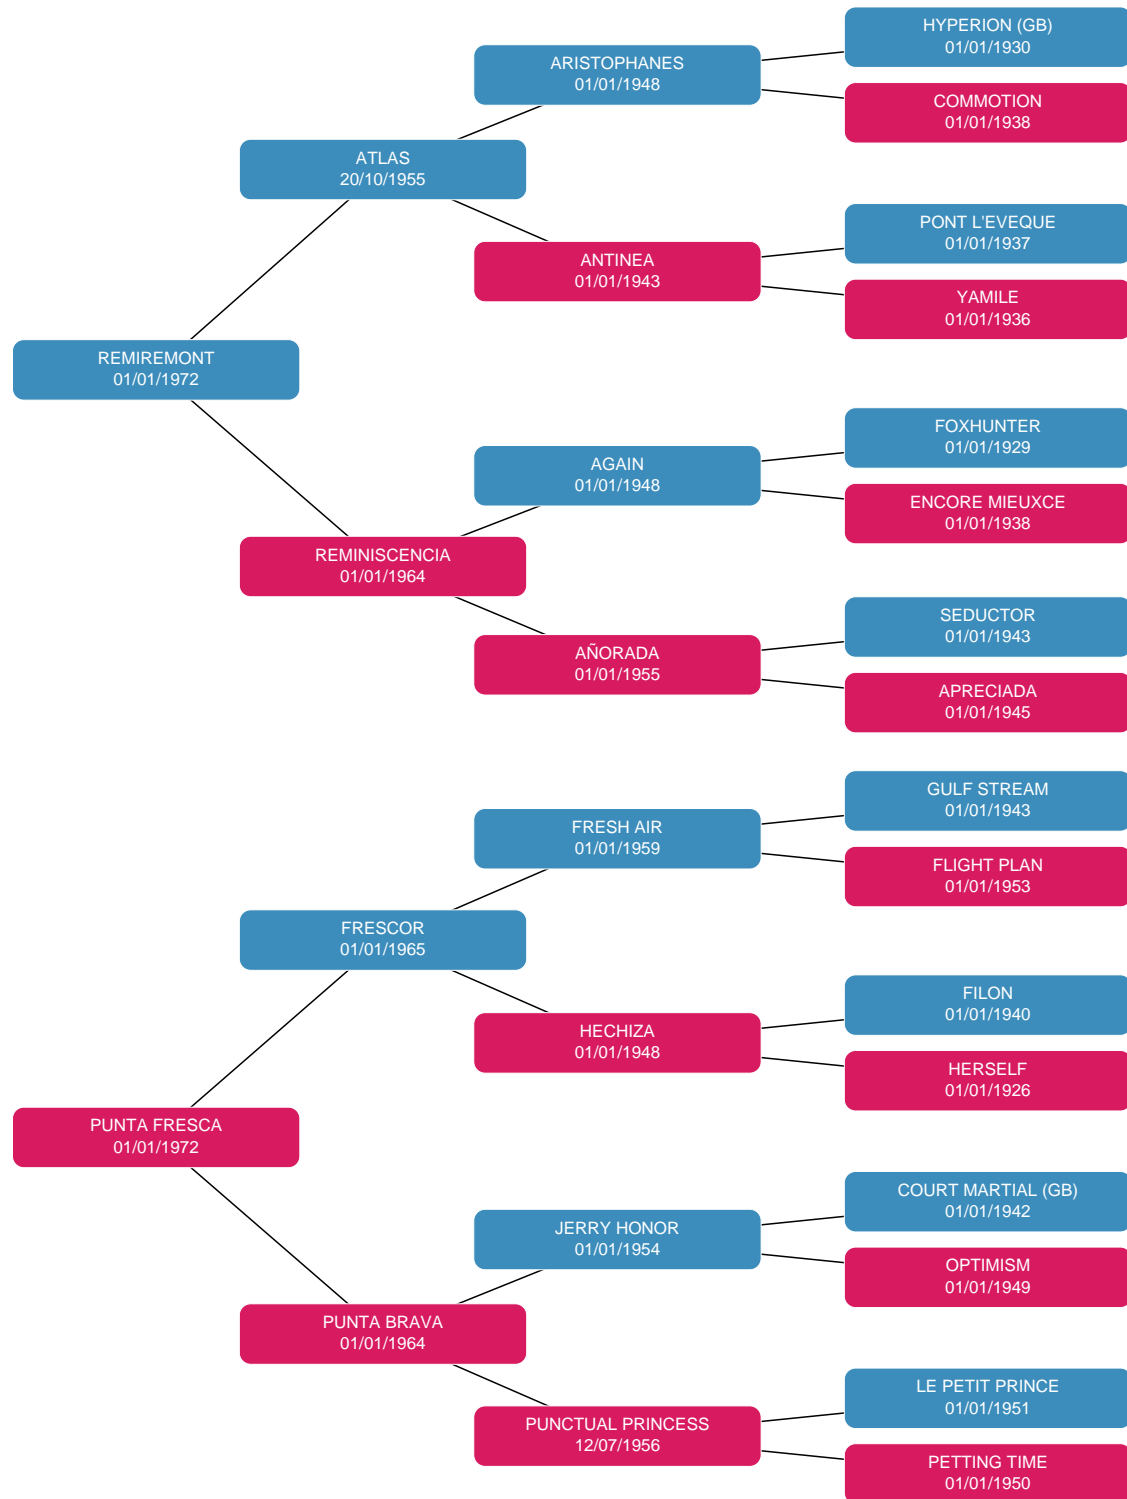 HYPERION (GB)
01/01/1930
ARISTOPHANES
01/01/1948
COMMOTION
01/01/1938
ATLAS
20/10/1955
PONT L'EVEQUE
01/01/1937
ANTINEA
01/01/1943
YAMILE
01/01/1936
REMIREMONT
01/01/1972
FOXHUNTER
01/01/1929
AGAIN
01/01/1948
ENCORE MIEUXCE
01/01/1938
REMINISCENCIA
01/01/1964
SEDUCTOR
01/01/1943
AÑORADA
01/01/1955
APRECIADA
01/01/1945
GULF STREAM
01/01/1943
FRESH AIR
01/01/1959
FLIGHT PLAN
01/01/1953
FRESCOR
01/01/1965
FILON
01/01/1940
HECHIZA
01/01/1948
HERSELF
01/01/1926
PUNTA FRESCA
01/01/1972
COURT MARTIAL (GB)
01/01/1942
JERRY HONOR
01/01/1954
OPTIMISM
01/01/1949
PUNTA BRAVA
01/01/1964
LE PETIT PRINCE
01/01/1951
PUNCTUAL PRINCESS
12/07/1956
PETTING TIME
01/01/1950